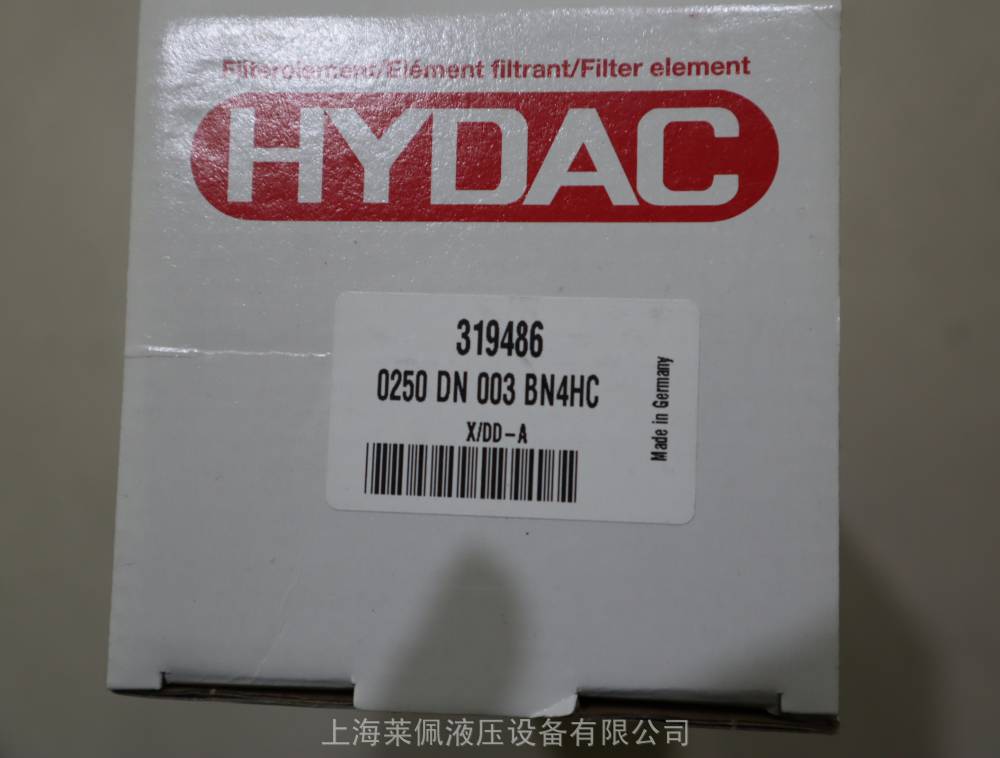 Filterelement/Elément filtrant/Filter element
HYDAC
319486
0250 DN 003 BN4HC
X/DD-A
Made in Germany
上海莱佩液压设备有限公司